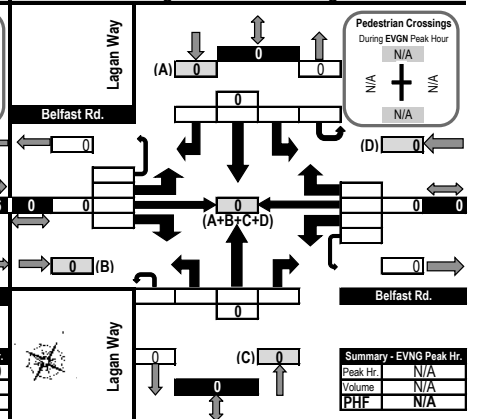 Pedestrian Crossings
During EVGN Peak Hour
N/A
N/A
N/A
N/A
Lagan Way
0
(A)
0
0
0
Belfast Rd.
0
(D)
0
0
0
0
0
0
(A+B+C+D)
0
(B)
0
Belfast Rd.
0
Lagan Way
0
(C)
0
0
Summary - EVNG Peak Hr.
Peak Hr.
N/A
Volume
N/A
PHF
N/A